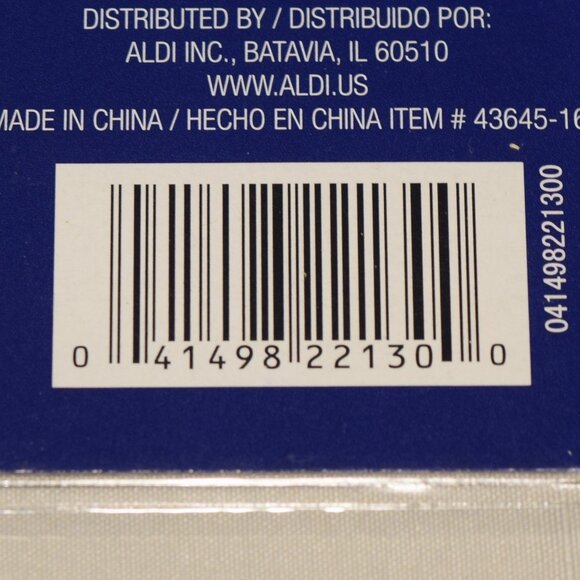 DISTRIBUTED BY / DISTRIBUIDO POR:
ALDI INC., BATAVIA, IL 60510
WWW.ALDI.US
MADE IN CHINA / HECHO EN CHINA ITEM # 43645-16
041498221300
0 41498 22130 0